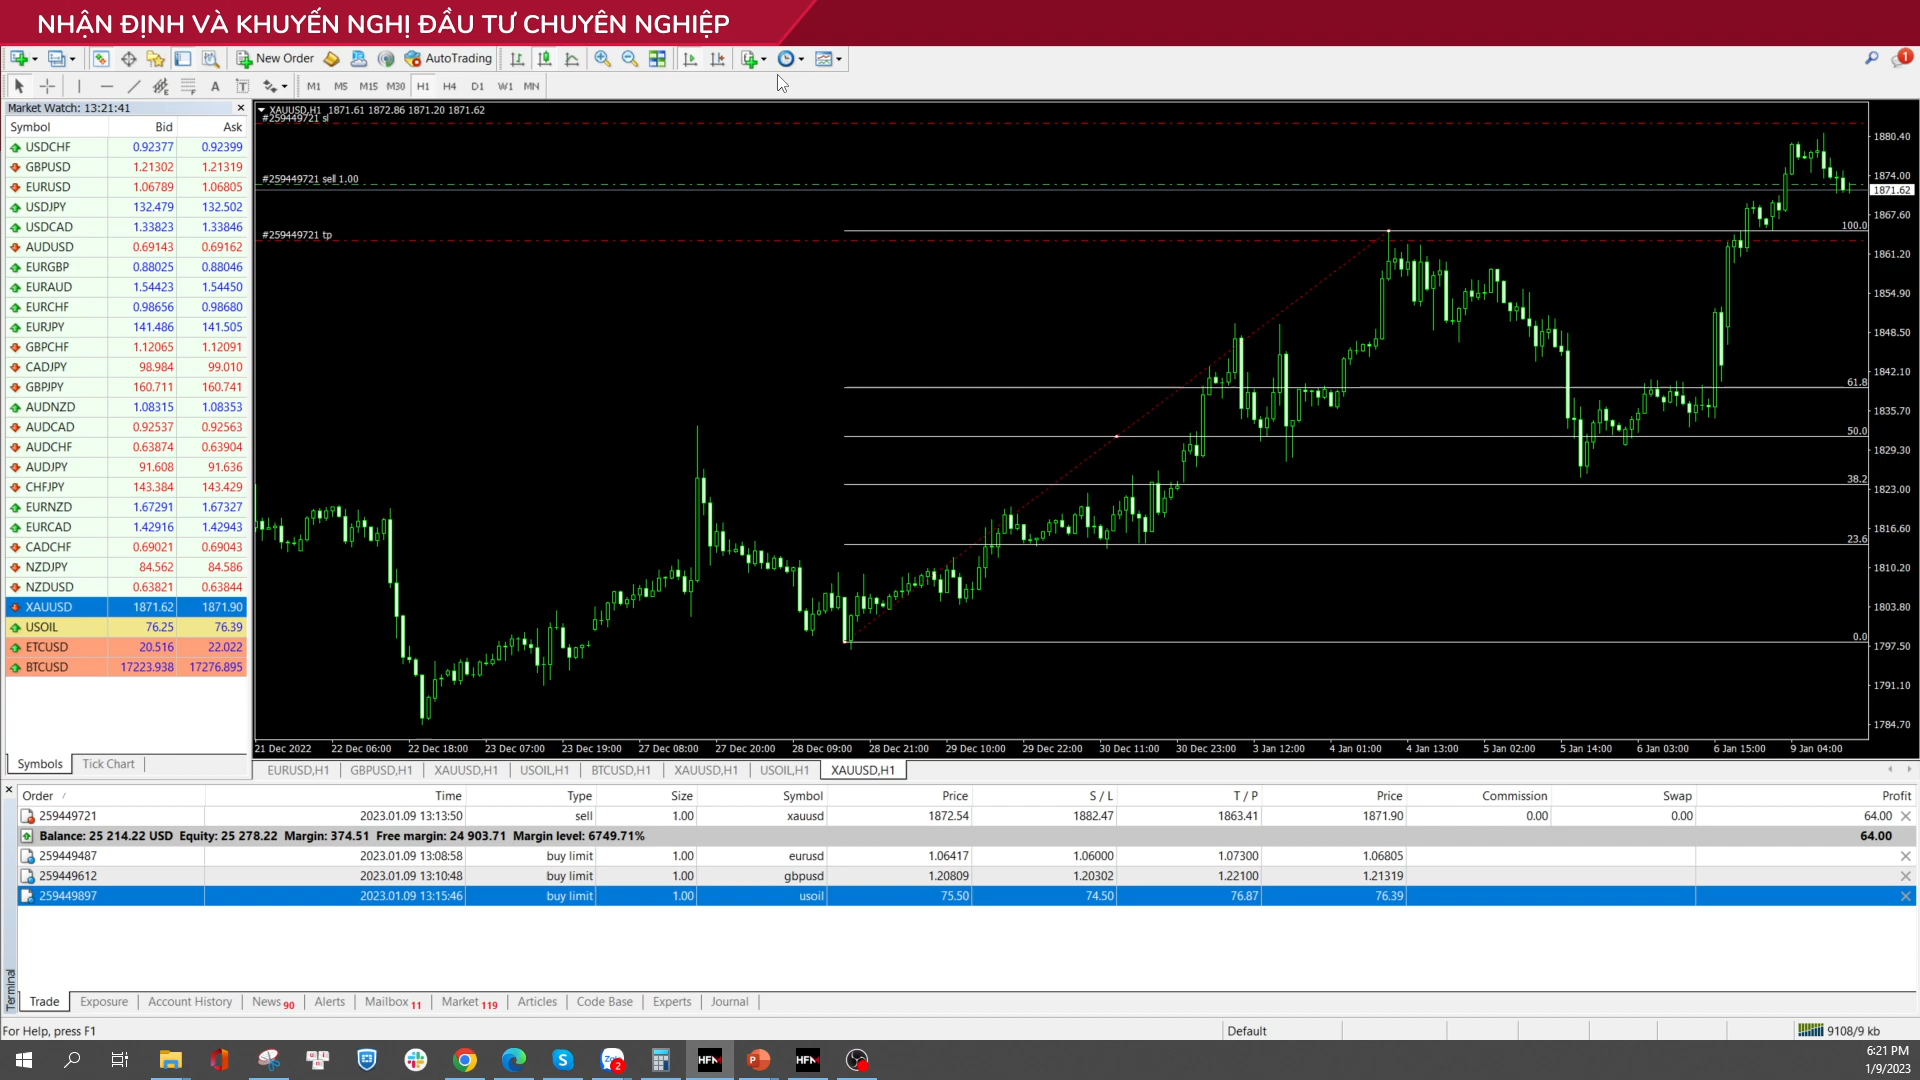 NHẬN ĐỊNH VÀ KHUYẾN NGHỊ ĐẦU TƯ CHUYÊN NGHIỆP
New Order AutoTrading 1
A T M1 M5 M15 M30 H1 H4 D1 W1 MN
Market Watch: 13:21:41
Symbol Bid Ask
USDCHF 0.92377 0.92399
GBPUSD 1.21302 1.21319
EURUSD 1.06789 1.06805
USDJPY 132.479 132.502
USDCAD 1.33823 1.33846
AUDUSD 0.69143 0.69162
EURGBP 0.88025 0.88046
EURAUD 1.54423 1.54450
EURCHF 0.98656 0.98680
EURJPY 141.486 141.505
GBPCHF 1.12065 1.12091
CADJPY 98.984 99.010
GBPJPY 160.711 160.741
AUDNZD 1.08315 1.08353
AUDCAD 0.92537 0.92563
AUDCHF 0.63874 0.63904
AUDJPY 91.608 91.636
CHFJPY 143.384 143.429
EURNZD 1.67291 1.67327
EURCAD 1.42916 1.42943
CADCHF 0.69021 0.69043
NZDJPY 84.562 84.586
NZDUSD 0.63821 0.63844
XAUUSD 1871.62 1871.90
USOIL 76.25 76.39
ETCUSD 20.516 22.022
BTCUSD 17223.938 17276.895
Symbols Tick Chart
XAUUSD,H1 1871.61 1872.86 1871.20 1871.62
#259449721 sl
#259449721 sell 1.00
#259449721 tp
100.0
61.8
50.0
38.2
23.6
0.0
1880.40
1874.00
1871.62
1867.60
1861.20
1854.90
1848.50
1842.10
1835.70
1829.30
1823.00
1816.60
1810.20
1803.80
1797.50
1791.10
1784.70
21 Dec 2022 22 Dec 06:00 22 Dec 18:00 23 Dec 07:00 23 Dec 19:00 27 Dec 08:00 27 Dec 20:00 28 Dec 09:00 28 Dec 21:00 29 Dec 10:00 29 Dec 22:00 30 Dec 11:00 30 Dec 23:00 3 Jan 12:00 4 Jan 01:00 4 Jan 13:00 5 Jan 02:00 5 Jan 14:00 6 Jan 03:00 6 Jan 15:00 9 Jan 04:00
EURUSD,H1 GBPUSD,H1 XAUUSD,H1 USOIL,H1 BTCUSD,H1 XAUUSD,H1 USOIL,H1 XAUUSD,H1
Order / Time Type Size Symbol Price S / L T / P Price Commission Swap Profit
259449721 2023.01.09 13:13:50 sell 1.00 xauusd 1872.54 1882.47 1863.41 1871.90 0.00 0.00 64.00
Balance: 25 214.22 USD Equity: 25 278.22 Margin: 374.51 Free margin: 24 903.71 Margin level: 6749.71% 64.00
259449487 2023.01.09 13:08:58 buy limit 1.00 eurusd 1.06417 1.06000 1.07300 1.06805
259449612 2023.01.09 13:10:48 buy limit 1.00 gbpusd 1.20809 1.20302 1.22100 1.21319
259449897 2023.01.09 13:15:46 buy limit 1.00 usoil 75.50 74.50 76.87 76.39
Terminal
Trade Exposure Account History News 90 Alerts Mailbox 11 Market 119 Articles Code Base Experts Journal
For Help, press F1 Default 9108/9 kb
Zalo 2 HFM HFM
6:21 PM
1/9/2023